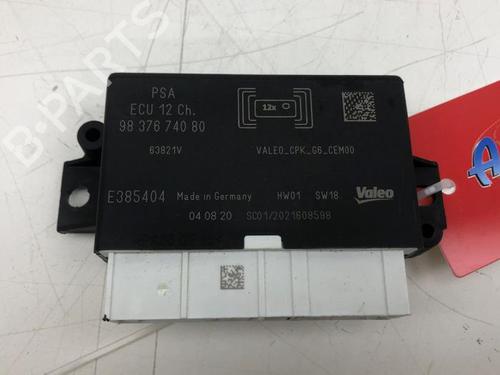 B-PARTS
PSA
ECU 12 Ch.
98 376 740 80
12x
63821V
VALEO_CPK_G6_CEM00
E385404
Made in Germany
HW01 SW18
Valeo
04 08 20
SC01/2021608598